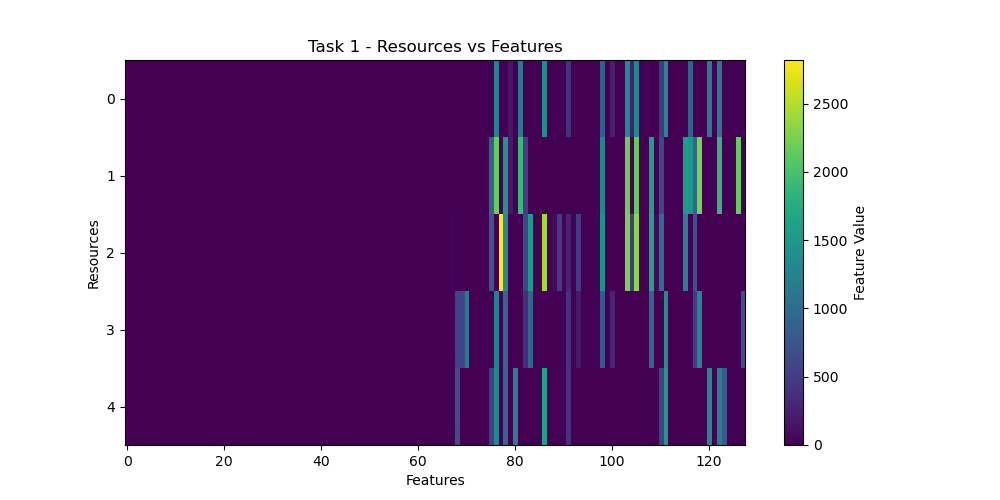 Task 1 - Resources vs Features
0
1
2
3
4
Resources
0 20 40 60 80 100 120
Features
2500
2000
1500
1000
500
0
Feature Value